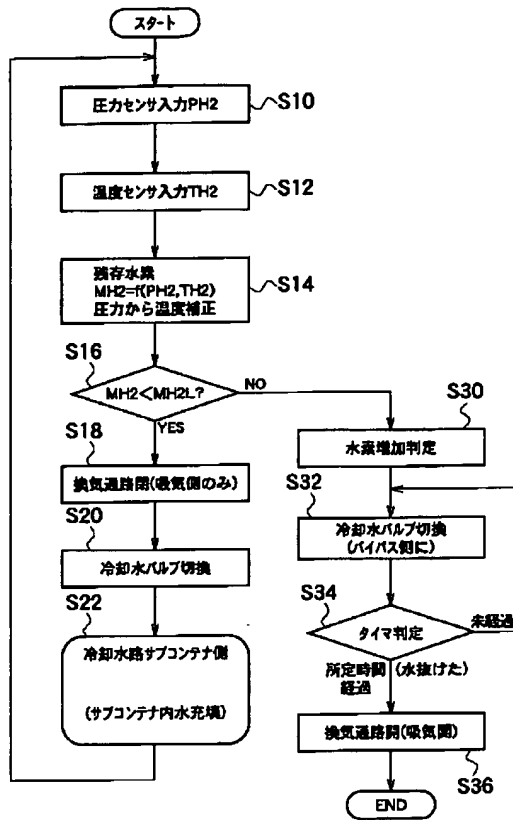 スタート
圧力センサ入力PH2
S10
温度センサ入力TH2
S12
残存水素
MH2=f(PH2,TH2)
圧力から温度補正
S14
S16
MH2<MH2L?
NO
YES
S18
換気通路閉(吸気側のみ)
S20
冷却水バルブ切換
S22
冷却水路サブコンテナ側
(サブコンテナ内水充填)
S30
水素増加判定
S32
冷却水バルブ切換
(バイパス側に)
S34
タイマ判定
未経過
所定時間 (水抜けた)
経過
換気通路開(吸気開)
S36
END